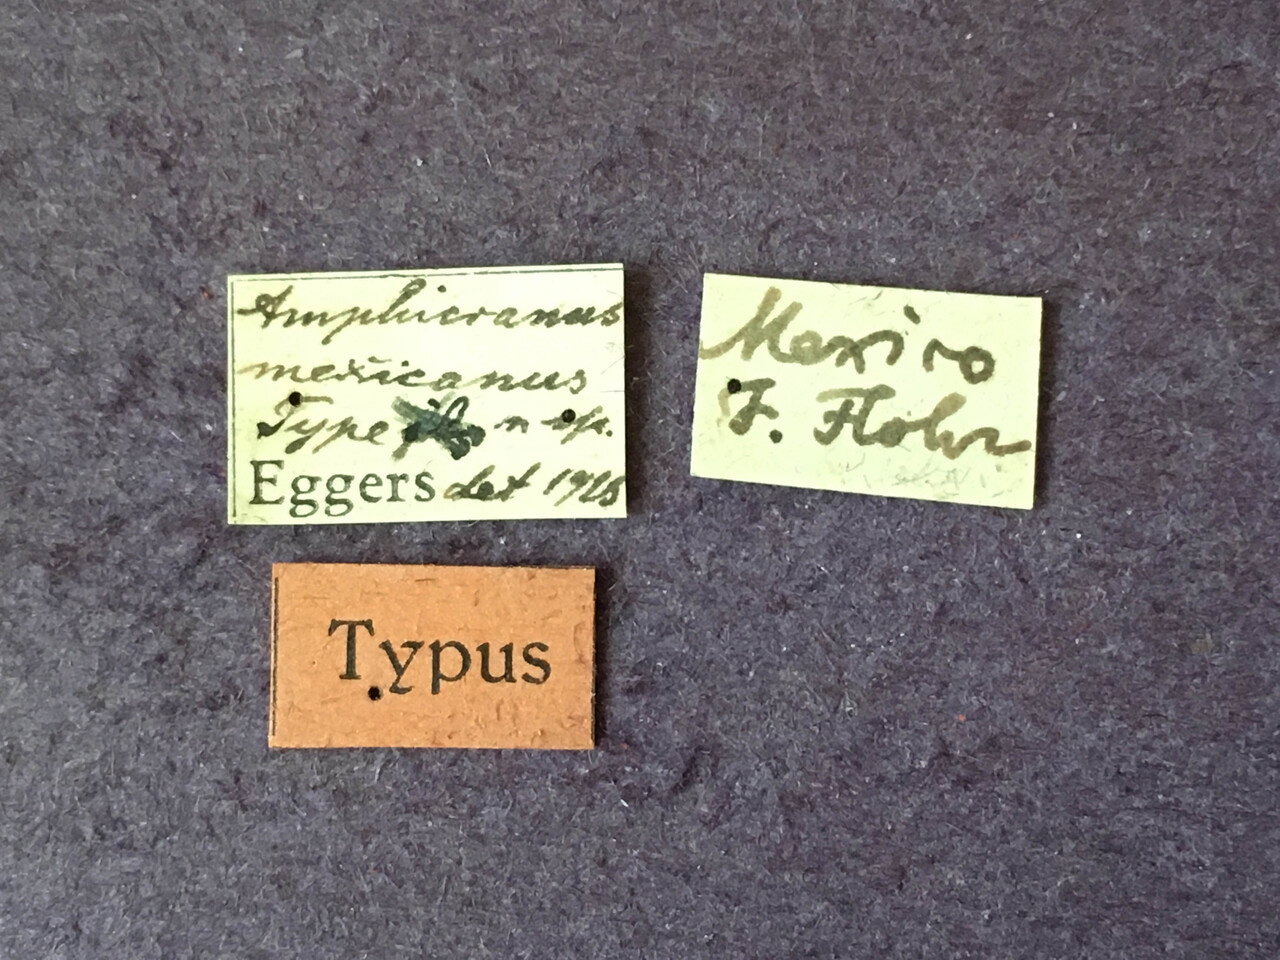 Amphicranus
mexicanus
Type n. sp.
Eggers det 1928
Mexico
F. Flohr
Typus